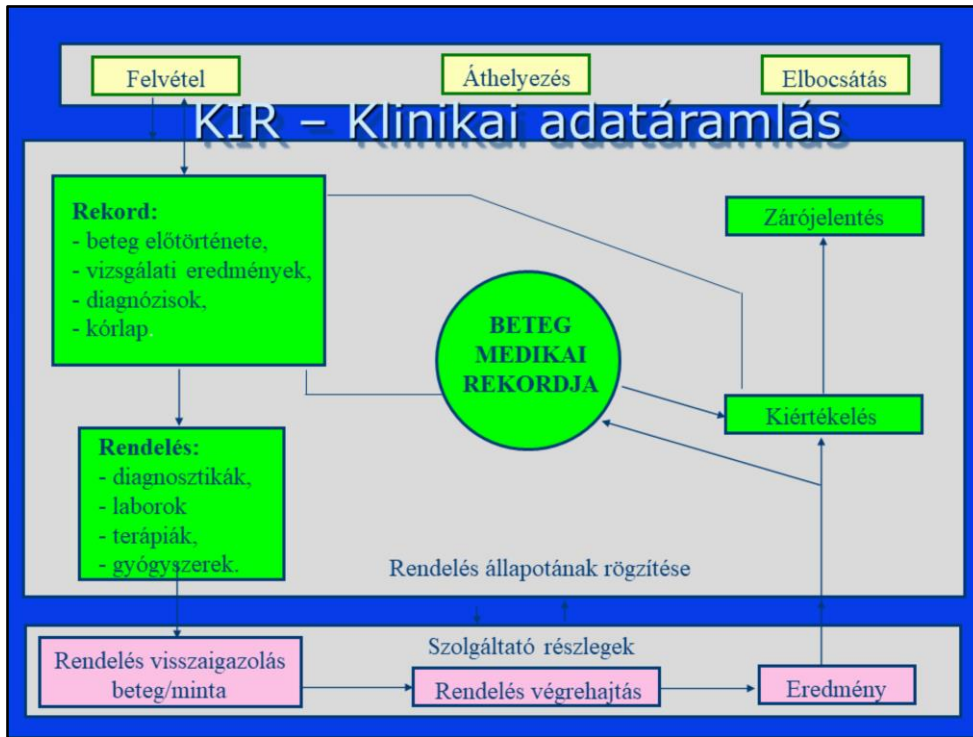 Felvétel
Áthelyezés
Elbocsátás
KIR – Klinikai adatáramlás
Rekord:
- beteg előtörténete,
- vizsgálati eredmények,
- diagnózisok,
- kórlap.
Zárójelentés
BETEG
MEDIKAI
REKORDJA
Kiértékelés
Rendelés:
- diagnosztikák,
- laborok
- terápiák,
- gyógyszerek.
Rendelés állapotának rögzítése
Szolgáltató részlegek
Rendelés visszaigazolás
beteg/minta
Rendelés végrehajtás
Eredmény